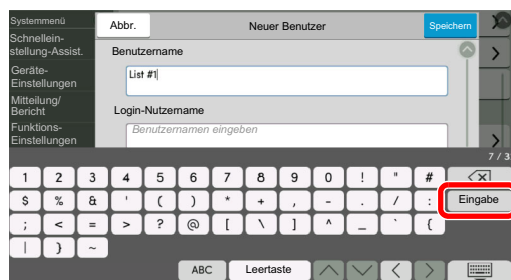 Systemmenü
Schnellein-
stellung-Assist.
Geräte-
Einstellungen
Mitteilung/
Bericht
Funktions-
Einstellungen
Abbr.
Neuer Benutzer
Speichern
Benutzername
List #1
Login-Nutzername
Benutzernamen eingeben
7 / 3
1 2 3 4 5 6 7 8 9 0 ! " #
$ % & ' ( ) * + , - . / : Eingabe
; < = > ? @ [ \ ] ^ _ ` {
| } ~
ABC Leertaste